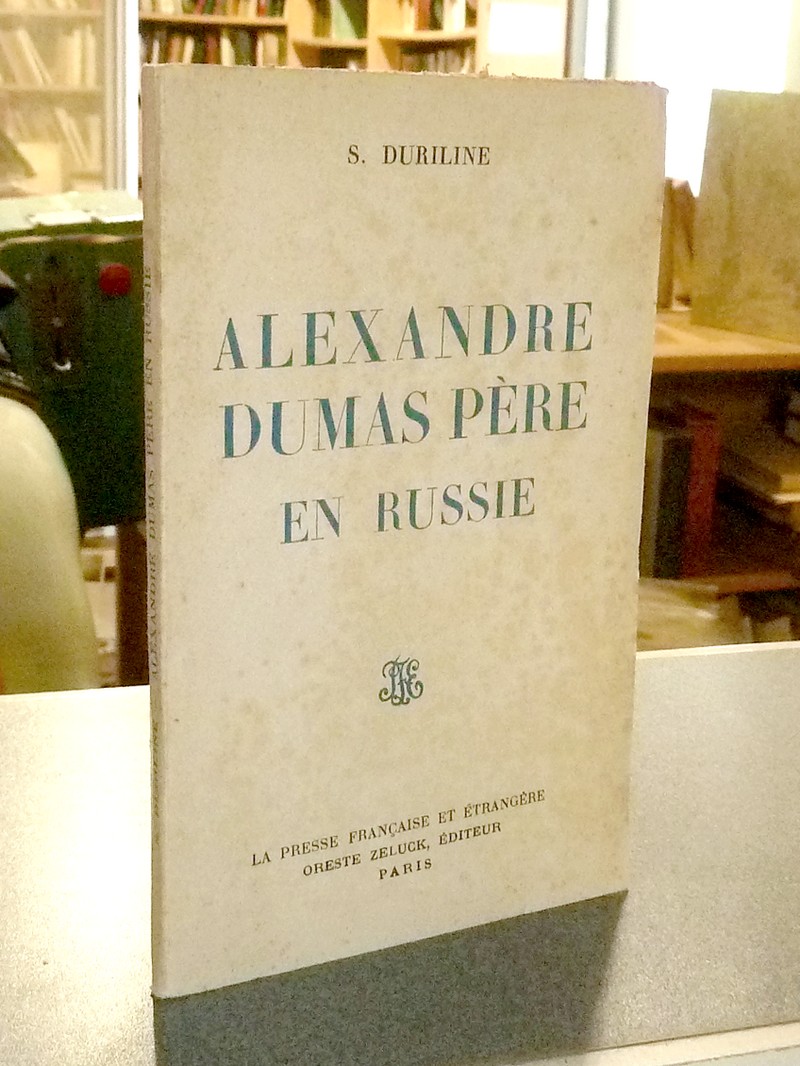 S. DURILINE
ALEXANDRE
DUMAS PÈRE
EN RUSSIE
LA PRESSE FRANÇAISE ET ÉTRANGÈRE
ORESTE ZELUCK, ÉDITEUR
PARIS
ALEXANDRE DUMAS PÈRE EN RUSSIE